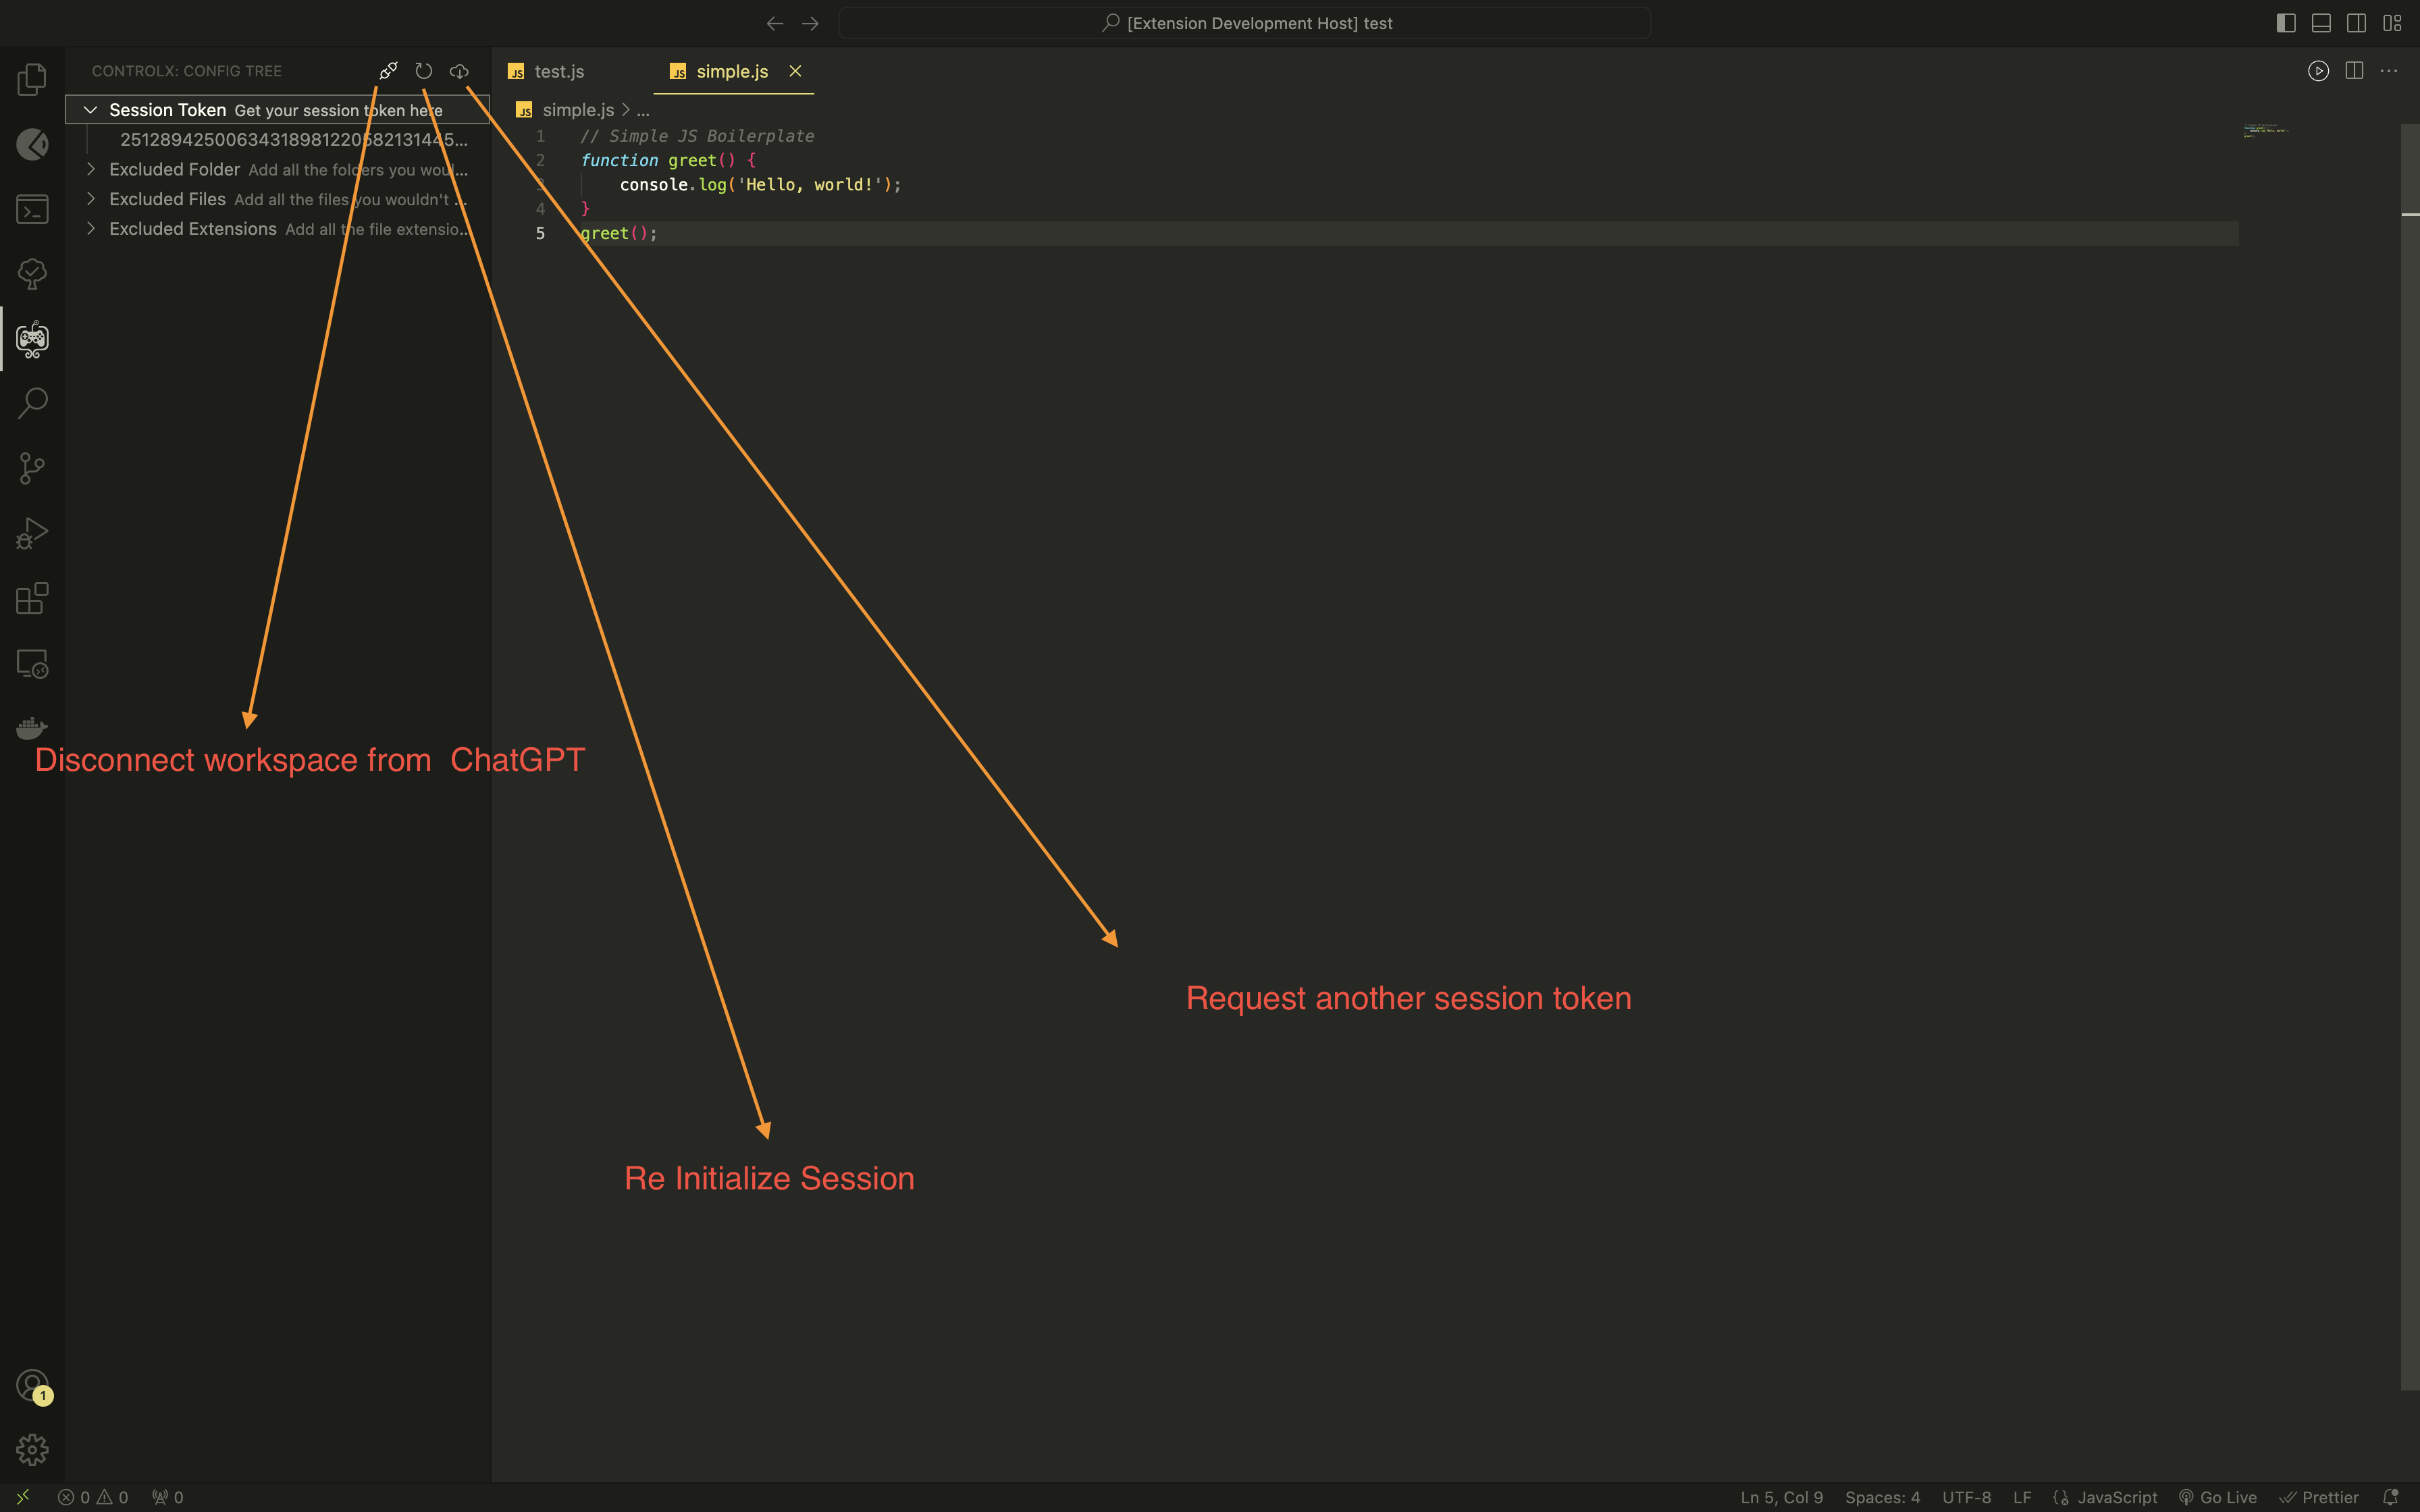 [Extension Development Host] test
CONTROLX: CONFIG TREE
Session Token Get your session token here
25128942500634318981220582131445...
Excluded Folder Add all the folders you woul...
Excluded Files Add all the files you wouldn't ...
Excluded Extensions Add all the file extensio...
JS test.js
JS simple.js
JS simple.js > ...
1 // Simple JS Boilerplate
2 function greet() {
3 console.log('Hello, world!');
4 }
5 greet();
Disconnect workspace from ChatGPT
Request another session token
Re Initialize Session
1
0 0 0
Ln 5, Col 9 Spaces: 4 UTF-8 LF JavaScript Go Live Prettier